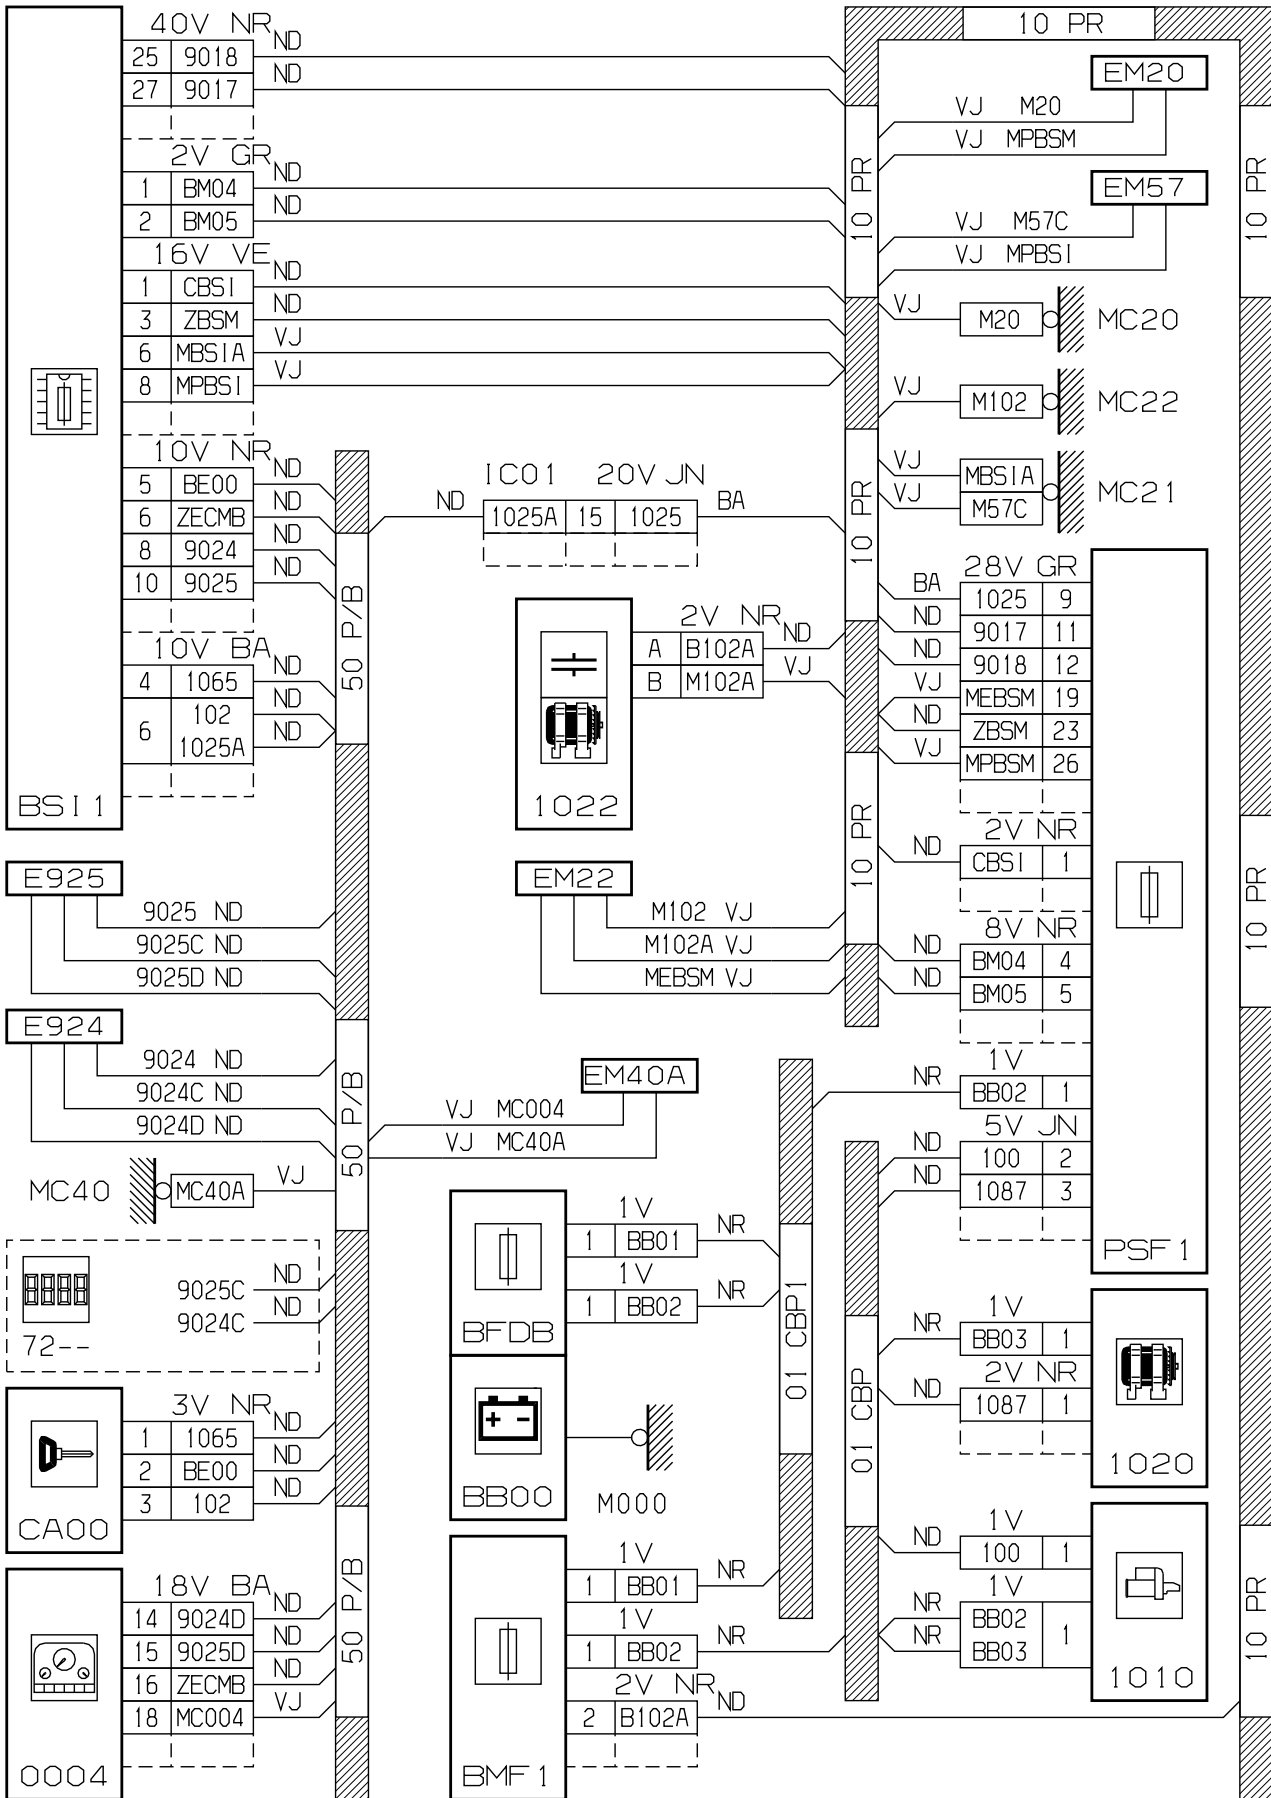 40V NR
25 9018 ND
27 9017 ND
2V GR
1 BM04 ND
2 BM05 ND
16V VE
1 CBSI ND
3 ZBSM ND
6 MBSIA VJ
8 MPBSI VJ
10V NR
5 BE00 ND
6 ZECMB ND
8 9024 ND
10 9025 ND
10V BA
4 1065 ND
6 102 ND
1025A ND
BSI1
E925
9025 ND
9025C ND
9025D ND
E924
9024 ND
9024C ND
9024D ND
MC40 MC40A VJ
9025C ND
9024C ND
72--
3V NR
1 1065 ND
2 BE00 ND
3 102 ND
CA00
18V BA
14 9024D ND
15 9025D ND
16 ZECMB ND
18 MC004 VJ
0004
50 P/B
50 P/B
50 P/B
IC01 20V JN
ND 1025A 15 1025 BA
2V NR
A B102A ND
B M102A VJ
1022
EM22
M102 VJ
M102A VJ
MEBSM VJ
EM40A
VJ MC004
VJ MC40A
1V
1 BB01 NR
1V
1 BB02 NR
BFDB
+ -
BB00
M000
1V
1 BB01 NR
1V
1 BB02 NR
2V NR
2 B102A ND
BMF1
01 CBP1
01 CBP
10 PR
10 PR
10 PR
10 PR
10 PR
10 PR
10 PR
EM20
VJ M20
VJ MPBSM
EM57
VJ M57C
VJ MPBSI
VJ M20 MC20
VJ M102 MC22
VJ MBSIA
VJ M57C MC21
28V GR
BA 1025 9
ND 9017 11
ND 9018 12
VJ MEBSM 19
ND ZBSM 23
VJ MPBSM 26
2V NR
ND CBSI 1
8V NR
ND BM04 4
ND BM05 5
1V
NR BB02 1
5V JN
ND 100 2
ND 1087 3
PSF1
1V
NR BB03 1
2V NR
ND 1087 1
1020
1V
ND 100 1
1V
NR BB02 1
NR BB03
1010